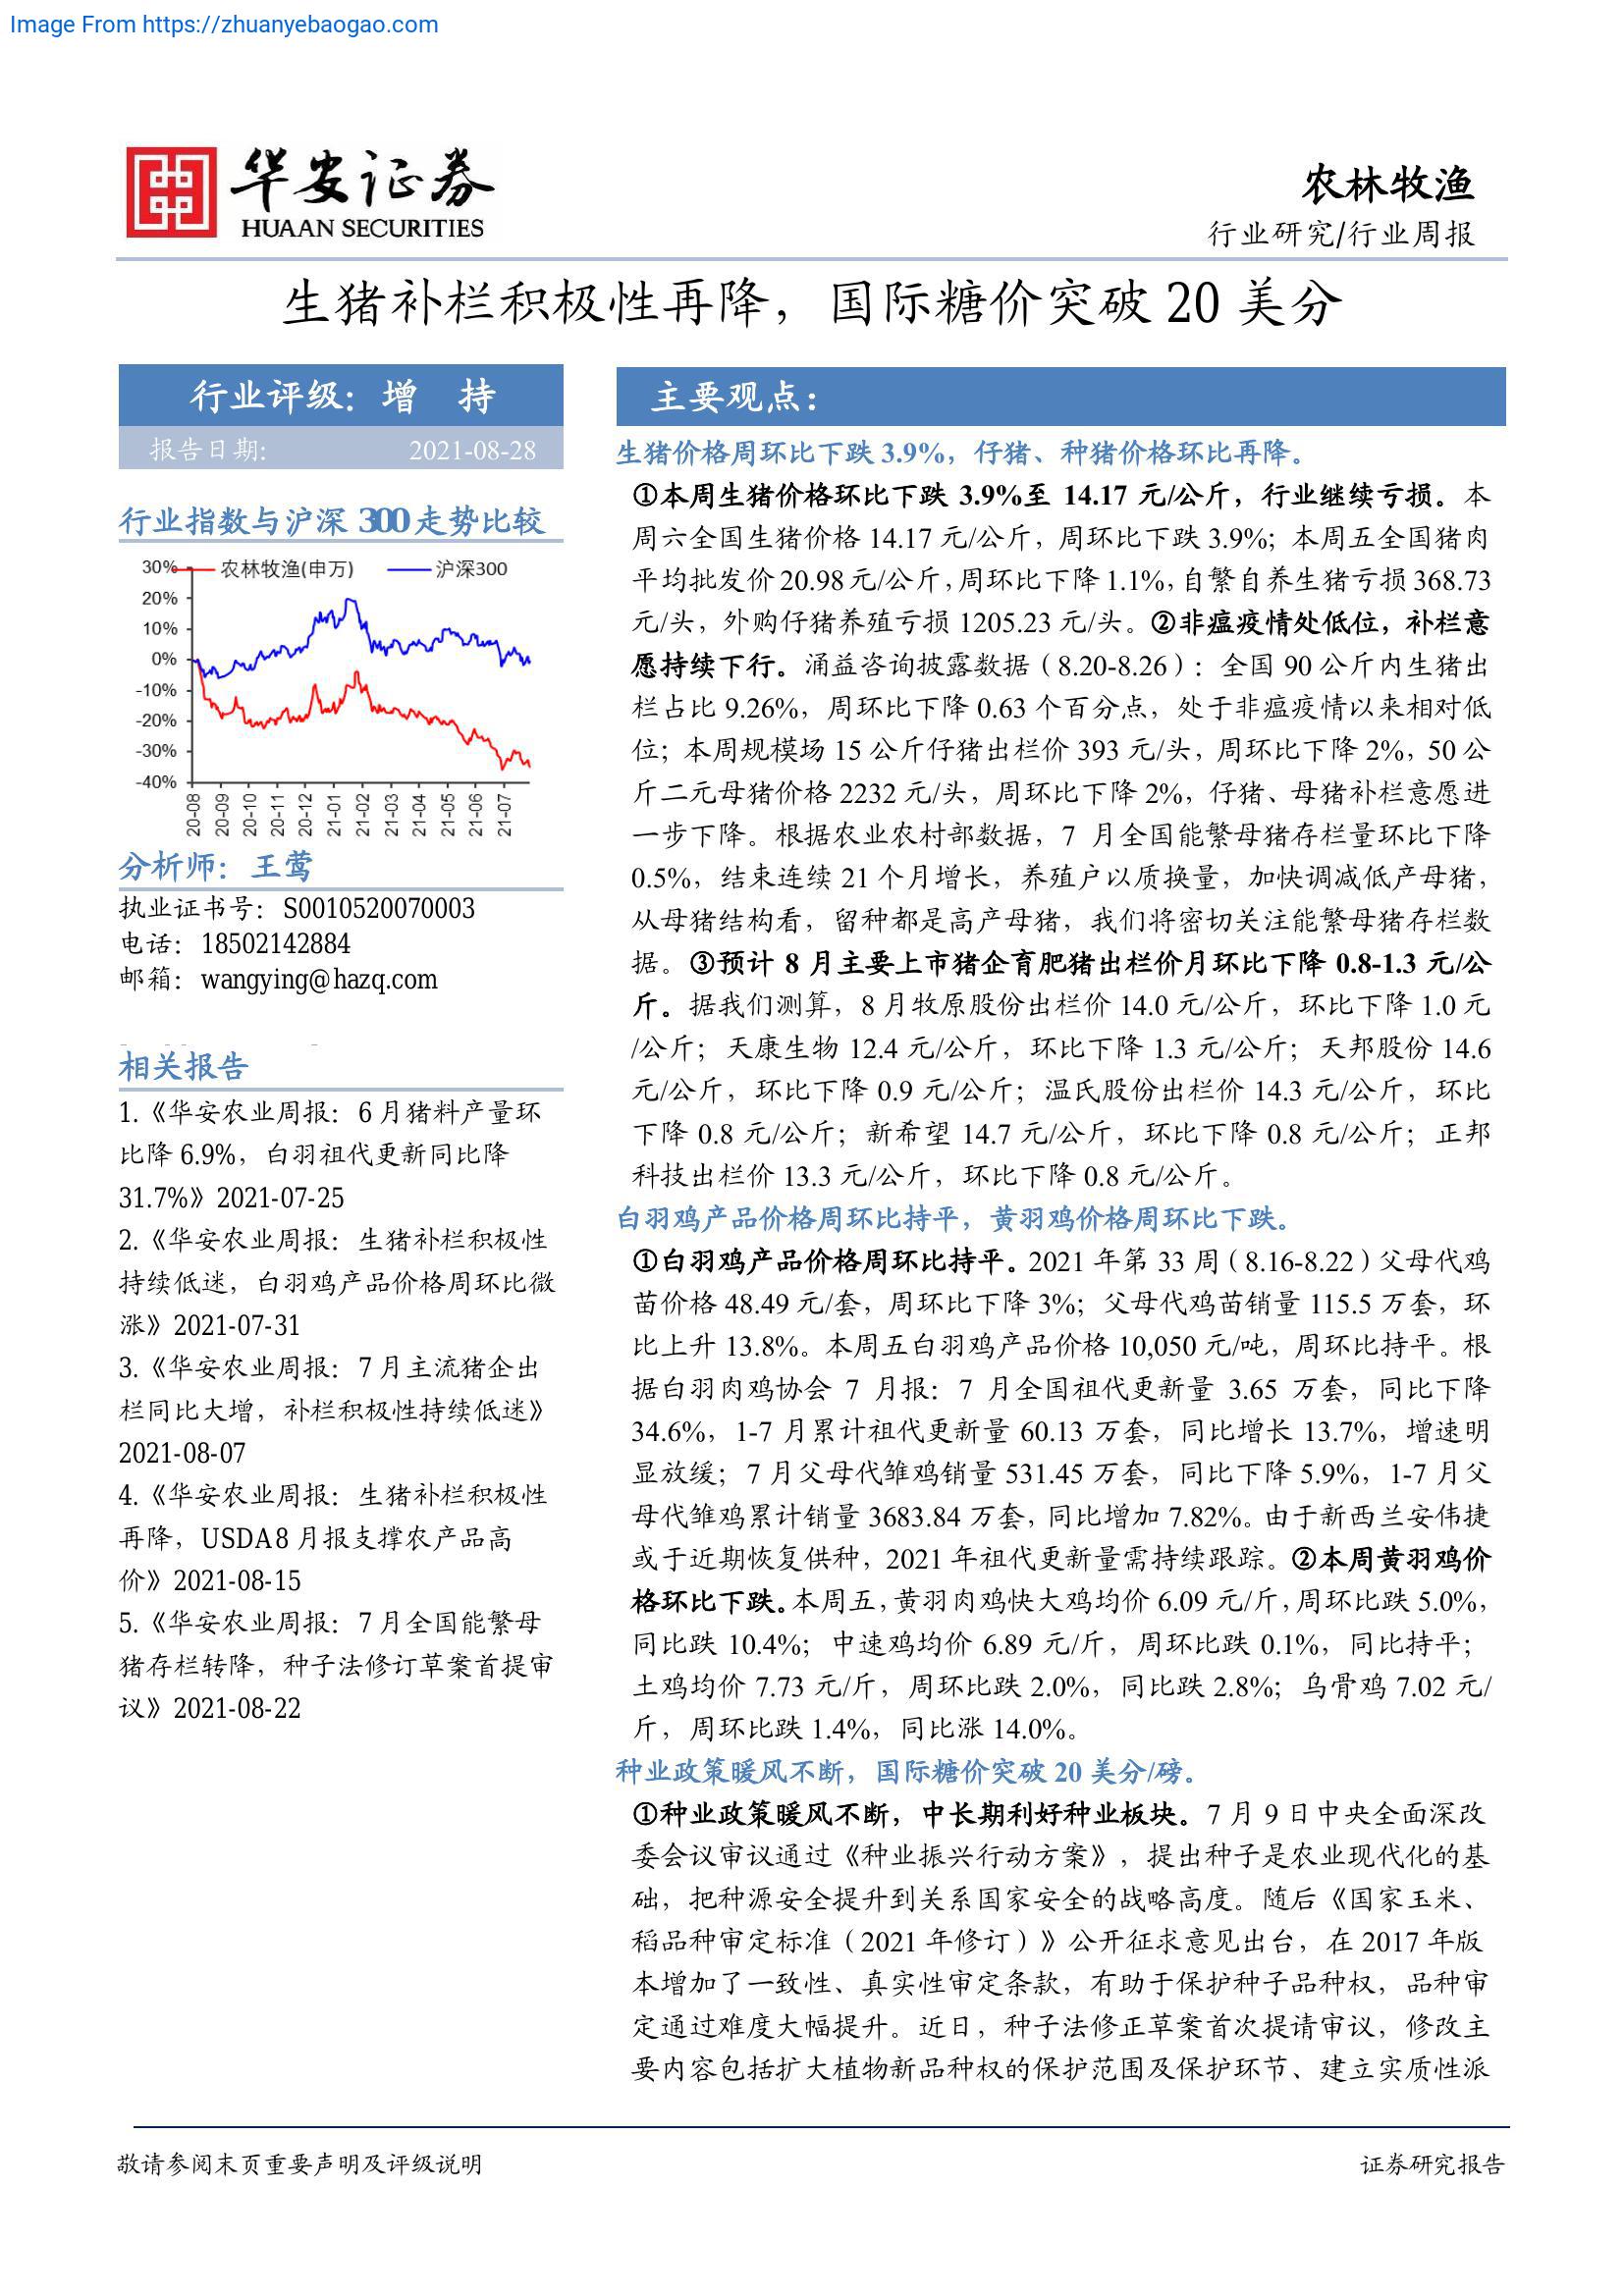 Image From https://zhuanyebaogao.com
华安证券
HUAAN SECURITIES
农林牧渔
行业研究/行业周报
生猪补栏积极性再降，国际糖价突破 20 美分
行业评级：增 持
报告日期: 2021-08-28
行业指数与沪深 300 走势比较
农林牧渔(申万) 沪深300
30%
20%
10%
0%
-10%
-20%
-30%
-40%
20-08
20-09
20-10
20-11
20-12
21-01
21-02
21-03
21-04
21-05
21-06
21-07
分析师：王莺
执业证书号：S0010520070003
电话：18502142884
邮箱：wangying@hazq.com
相关报告
1.《华安农业周报：6 月猪料产量环
比降 6.9%，白羽祖代更新同比降
31.7%》2021-07-25
2.《华安农业周报：生猪补栏积极性
持续低迷，白羽鸡产品价格周环比微
涨》2021-07-31
3.《华安农业周报：7 月主流猪企出
栏同比大增，补栏积极性持续低迷》
2021-08-07
4.《华安农业周报：生猪补栏积极性
再降，USDA8 月报支撑农产品高
价》2021-08-15
5.《华安农业周报：7 月全国能繁母
猪存栏转降，种子法修订草案首提审
议》2021-08-22
主要观点：
生猪价格周环比下跌 3.9%，仔猪、种猪价格环比再降。
①本周生猪价格环比下跌 3.9%至 14.17 元/公斤，行业继续亏损。本
周六全国生猪价格 14.17 元/公斤，周环比下跌 3.9%；本周五全国猪肉
平均批发价 20.98 元/公斤，周环比下降 1.1%，自繁自养生猪亏损 368.73
元/头，外购仔猪养殖亏损 1205.23 元/头。②非瘟疫情处低位，补栏意
愿持续下行。涌益咨询披露数据（8.20-8.26）：全国 90 公斤内生猪出
栏占比 9.26%，周环比下降 0.63 个百分点，处于非瘟疫情以来相对低
位；本周规模场 15 公斤仔猪出栏价 393 元/头，周环比下降 2%，50 公
斤二元母猪价格 2232 元/头，周环比下降 2%，仔猪、母猪补栏意愿进
一步下降。根据农业农村部数据，7 月全国能繁母猪存栏量环比下降
0.5%，结束连续 21 个月增长，养殖户以质换量，加快调减低产母猪，
从母猪结构看，留种都是高产母猪，我们将密切关注能繁母猪存栏数
据。③预计 8 月主要上市猪企育肥猪出栏价月环比下降 0.8-1.3 元/公
斤。据我们测算，8 月牧原股份出栏价 14.0 元/公斤，环比下降 1.0 元
/公斤；天康生物 12.4 元/公斤，环比下降 1.3 元/公斤；天邦股份 14.6
元/公斤，环比下降 0.9 元/公斤；温氏股份出栏价 14.3 元/公斤，环比
下降 0.8 元/公斤；新希望 14.7 元/公斤，环比下降 0.8 元/公斤；正邦
科技出栏价 13.3 元/公斤，环比下降 0.8 元/公斤。
白羽鸡产品价格周环比持平，黄羽鸡价格周环比下跌。
①白羽鸡产品价格周环比持平。2021 年第 33 周（8.16-8.22）父母代鸡
苗价格 48.49 元/套，周环比下降 3%；父母代鸡苗销量 115.5 万套，环
比上升 13.8%。本周五白羽鸡产品价格 10,050 元/吨，周环比持平。根
据白羽肉鸡协会 7 月报：7 月全国祖代更新量 3.65 万套，同比下降
34.6%，1-7 月累计祖代更新量 60.13 万套，同比增长 13.7%，增速明
显放缓；7 月父母代雏鸡销量 531.45 万套，同比下降 5.9%，1-7 月父
母代雏鸡累计销量 3683.84 万套，同比增加 7.82%。由于新西兰安伟捷
或于近期恢复供种，2021 年祖代更新量需持续跟踪。②本周黄羽鸡价
格环比下跌。本周五，黄羽肉鸡快大鸡均价 6.09 元/斤，周环比跌 5.0%，
同比跌 10.4%；中速鸡均价 6.89 元/斤，周环比跌 0.1%，同比持平；
土鸡均价 7.73 元/斤，周环比跌 2.0%，同比跌 2.8%；乌骨鸡 7.02 元/
斤，周环比跌 1.4%，同比涨 14.0%。
种业政策暖风不断，国际糖价突破 20 美分/磅。
①种业政策暖风不断，中长期利好种业板块。7 月 9 日中央全面深改
委会议审议通过《种业振兴行动方案》，提出种子是农业现代化的基
础，把种源安全提升到关系国家安全的战略高度。随后《国家玉米、
稻品种审定标准（2021 年修订）》公开征求意见出台，在 2017 年版
本增加了一致性、真实性审定条款，有助于保护种子品种权，品种审
定通过难度大幅提升。近日，种子法修正草案首次提请审议，修改主
要内容包括扩大植物新品种权的保护范围及保护环节、建立实质性派
敬请参阅末页重要声明及评级说明
证券研究报告